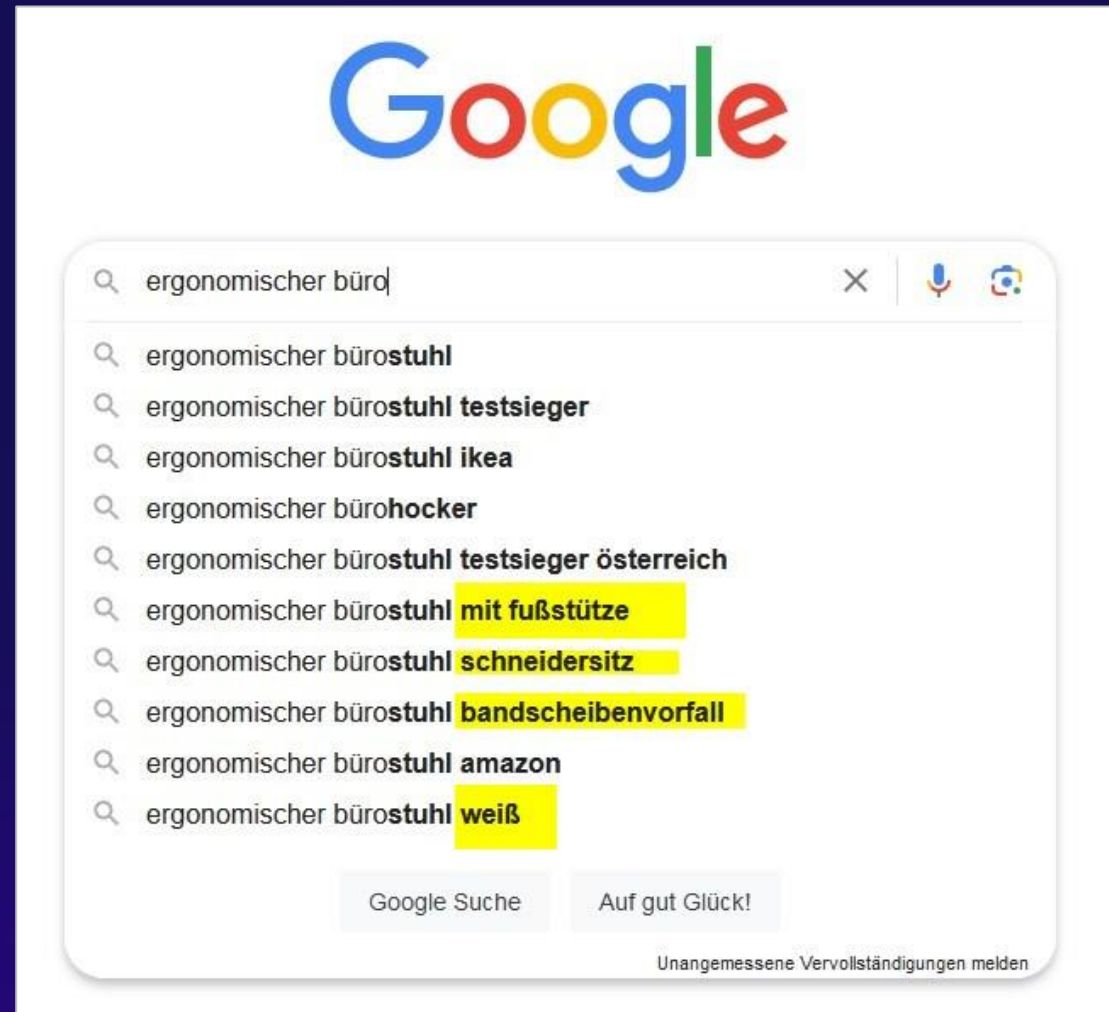 Google
ergonomischer büro
ergonomischer bürostuhl
ergonomischer bürostuhl testsieger
ergonomischer bürostuhl ikea
ergonomischer bürohocker
ergonomischer bürostuhl testsieger österreich
ergonomischer bürostuhl mit fußstütze
ergonomischer bürostuhl schneidersitz
ergonomischer bürostuhl bandscheibenvorfall
ergonomischer bürostuhl amazon
ergonomischer bürostuhl weiß
Google Suche Auf gut Glück!
Unangemessene Vervollständigungen melden